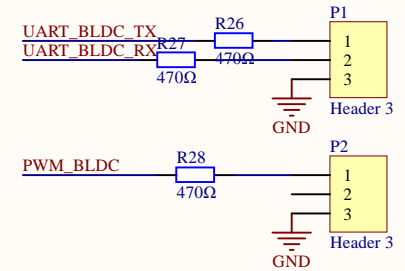 P1
R26
UART_BLDC_TX
1
R27
UART_BLDC_RX
470Ω
2
470Ω
3
Header 3
GND
P2
R28
PWM_BLDC
1
470Ω
2
3
Header 3
GND